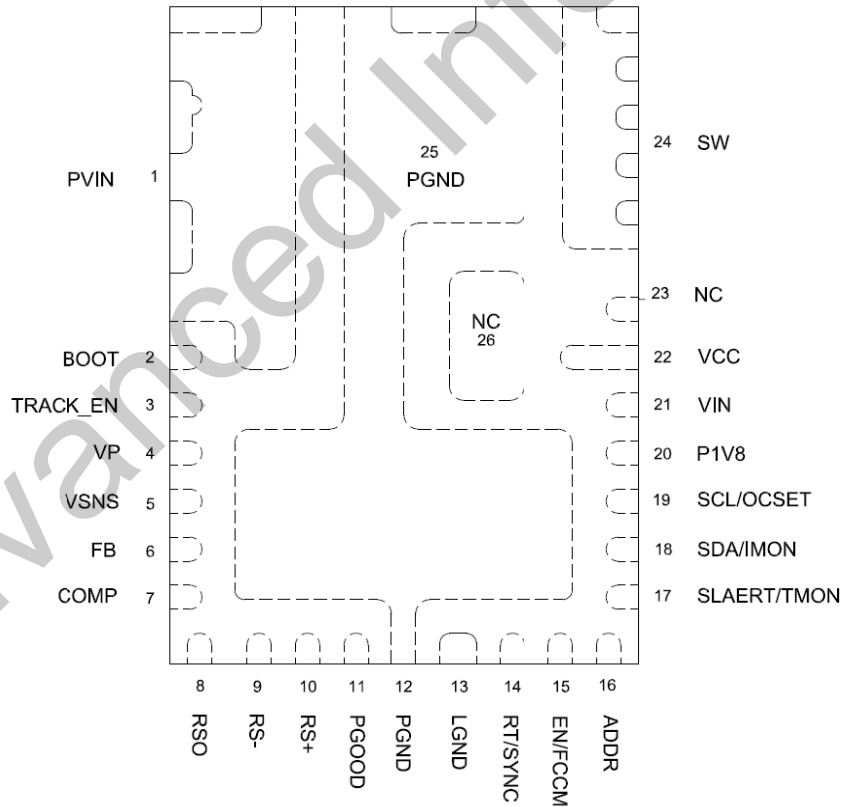 25
PGND
24 SW
PVIN 1
23 NC
NC
26
BOOT 2
22 VCC
TRACK_EN 3
21 VIN
VP 4
20 P1V8
VSNS 5
19 SCL/OCSET
FB 6
18 SDA/IMON
COMP 7
17 SLAERT/TMON
8 9 10 11 12 13 14 15 16
RSO
RS-
RS+
PGOOD
PGND
LGND
RT/SYNC
EN/FCCM
ADDR